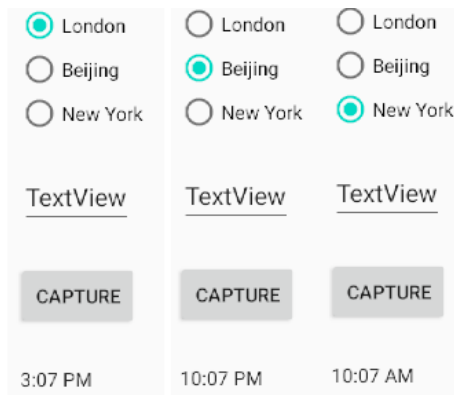 London
Beijing
New York
TextView
CAPTURE
3:07 PM
London
Beijing
New York
TextView
CAPTURE
10:07 PM
London
Beijing
New York
TextView
CAPTURE
10:07 AM